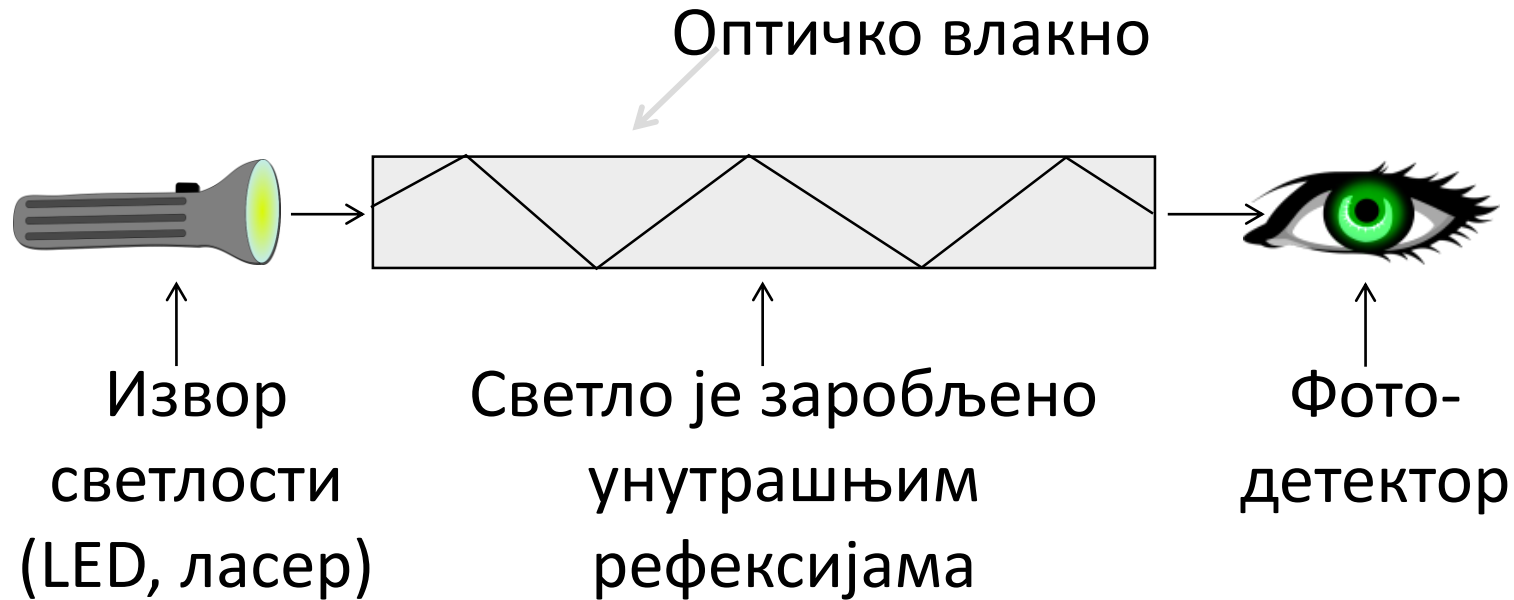 Оптичко влакно
Извор
светлости
(LED, ласер)
Светло је заробљено
унутрашњим
рефексијама
Фото-
детектор